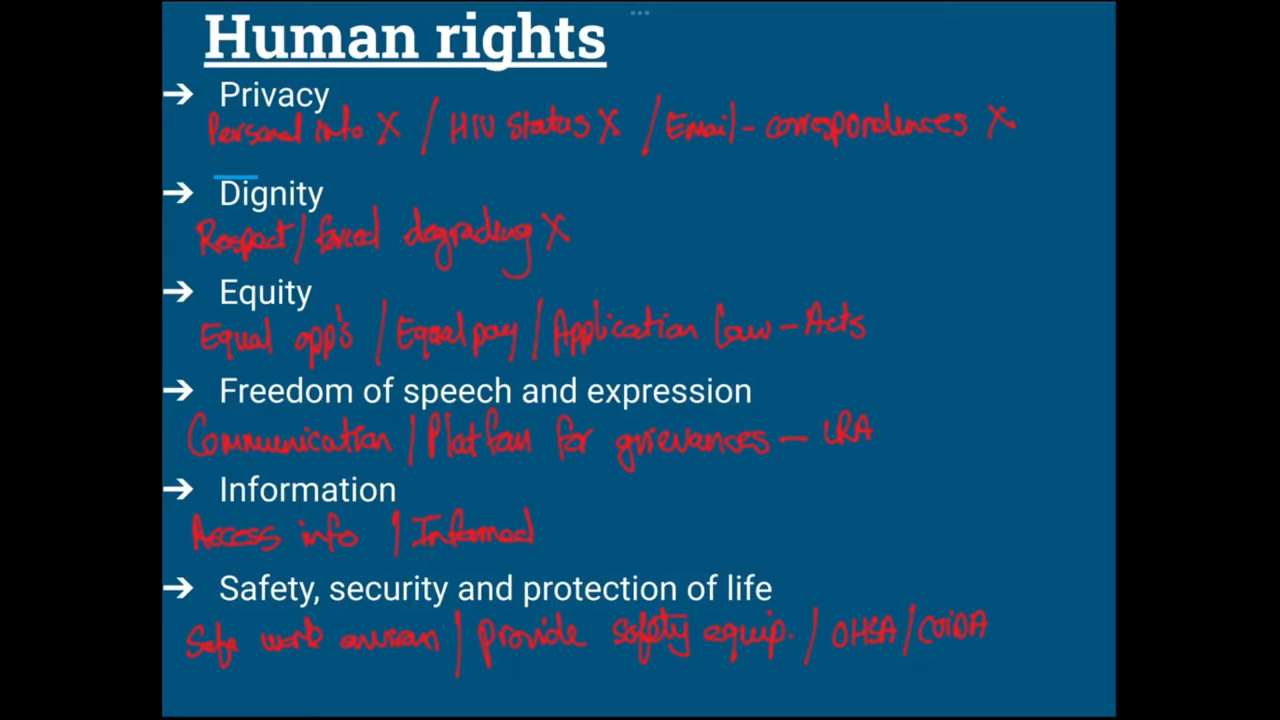 Human rights
→ Privacy
Personal info X / HIV Status X / Email - correspondences X
→ Dignity
Respect / forced degrading X
→ Equity
Equal opp's / Equal pay / Application Law - Acts
→ Freedom of speech and expression
Communication / for grievances - LRA
→ Information
Access info / Informed
→ Safety, security and protection of life
Safe work / provide safety equip. / OHSA / COIDA